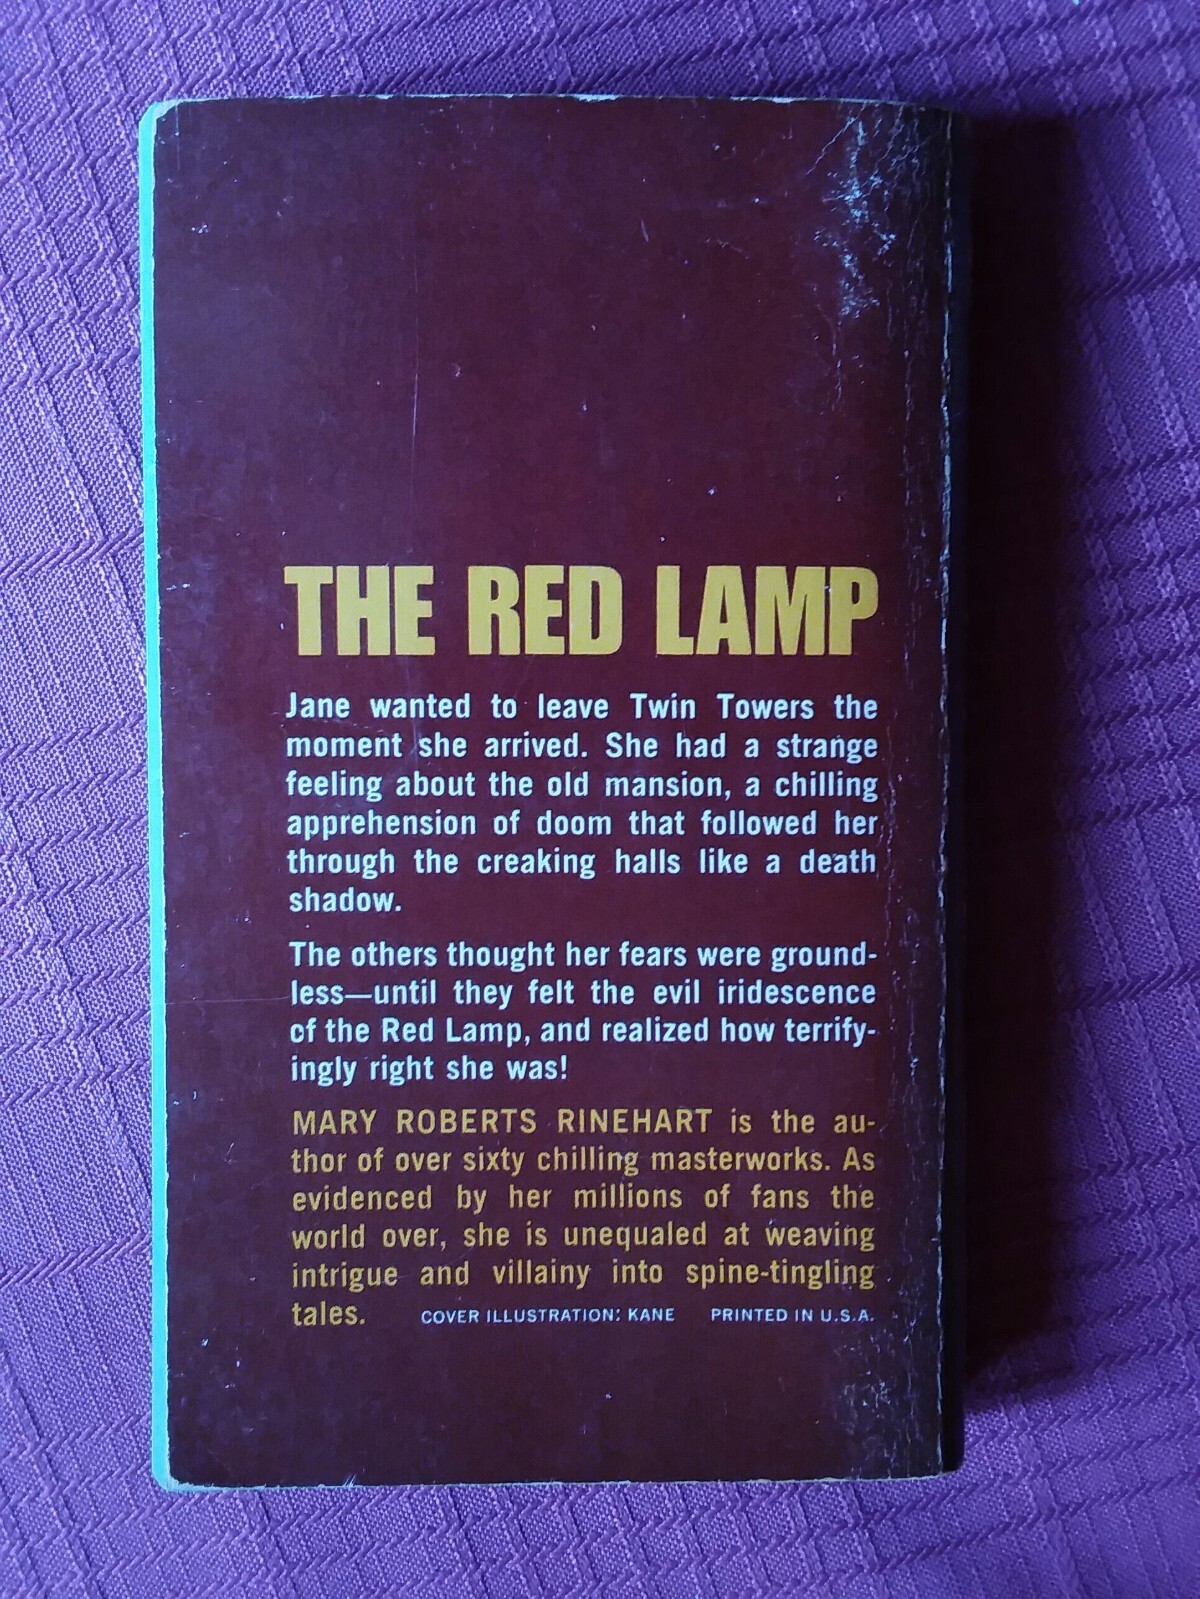 THE RED LAMP
Jane wanted to leave Twin Towers the
moment she arrived. She had a strange
feeling about the old mansion, a chilling
apprehension of doom that followed her
through the creaking halls like a death
shadow.
The others thought her fears were ground-
less—until they felt the evil iridescence
of the Red Lamp, and realized how terrify-
ingly right she was!
MARY ROBERTS RINEHART is the au-
thor of over sixty chilling masterworks. As
evidenced by her millions of fans the
world over, she is unequaled at weaving
intrigue and villainy into spine-tingling
tales. COVER ILLUSTRATION: KANE PRINTED IN U.S.A.